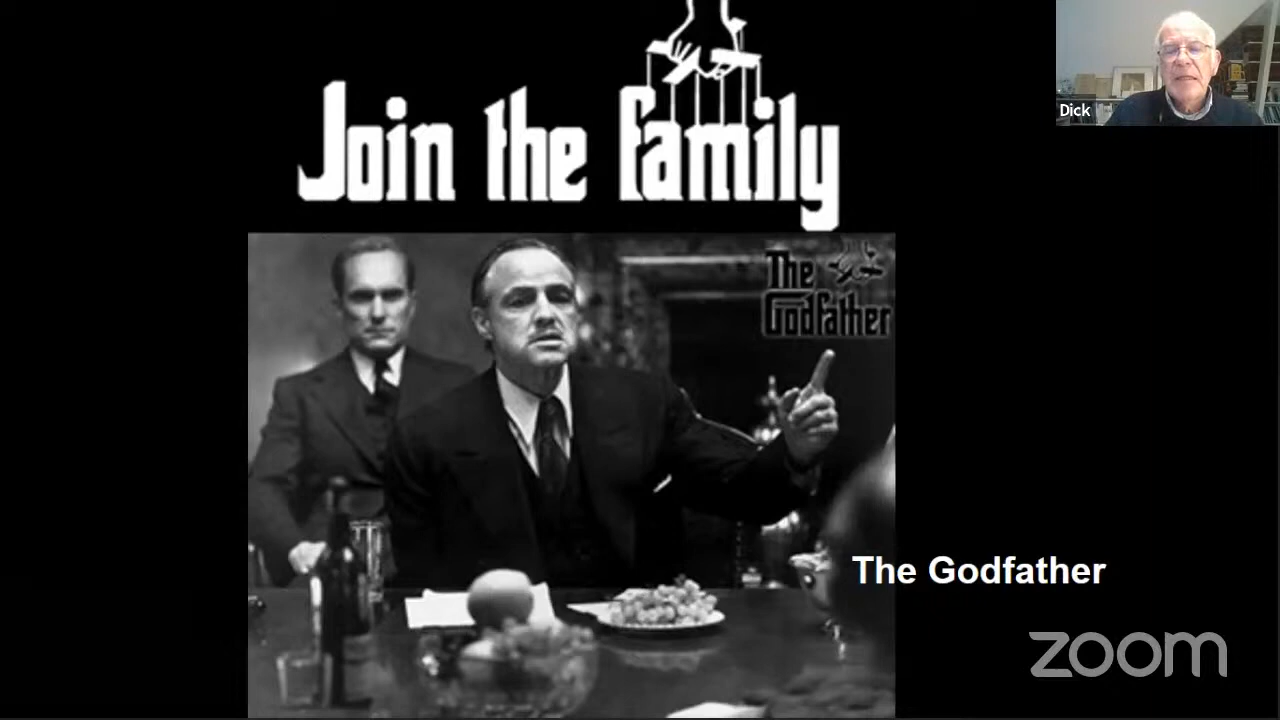 Join the family
Dick
The
Godfather
The Godfather
zoom